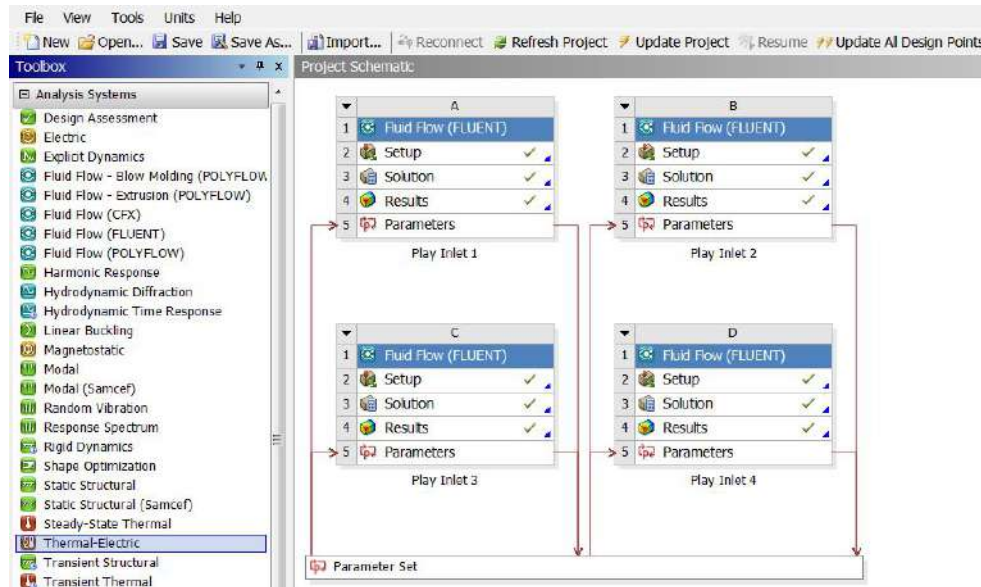 File View Tools Units Help
New Open... Save Save As... Import... Reconnect Refresh Project Update Project Resume Update All Design Points
Toolbox
Project Schematic
Analysis Systems
Design Assessment
Electric
Explicit Dynamics
Fluid Flow - Blow Molding (POLYFLOW
Fluid Flow - Extrusion (POLYFLOW)
Fluid Flow (CFX)
Fluid Flow (FLUENT)
Fluid Flow (POLYFLOW)
Harmonic Response
Hydrodynamic Diffraction
Hydrodynamic Time Response
Linear Buckling
Magnetostatic
Modal
Modal (Samcef)
Random Vibration
Response Spectrum
Rigid Dynamics
Shape Optimization
Static Structural
Static Structural (Samcef)
Steady-State Thermal
Thermal-Electric
Transient Structural
Transient Thermal
A
1 Fluid Flow (FLUENT)
2 Setup
3 Solution
4 Results
5 Parameters
Play Inlet 1
B
1 Fluid Flow (FLUENT)
2 Setup
3 Solution
4 Results
5 Parameters
Play Inlet 2
C
1 Fluid Flow (FLUENT)
2 Setup
3 Solution
4 Results
5 Parameters
Play Inlet 3
D
1 Fluid Flow (FLUENT)
2 Setup
3 Solution
4 Results
5 Parameters
Play Inlet 4
Parameter Set